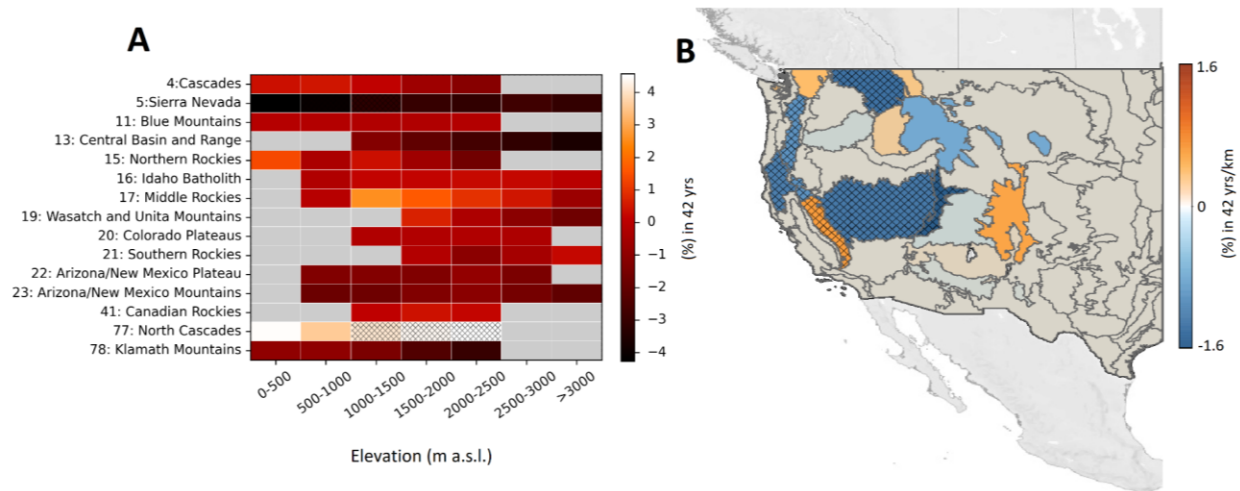 A
4:Cascades
5:Sierra Nevada
11: Blue Mountains
13: Central Basin and Range
15: Northern Rockies
16: Idaho Batholith
17: Middle Rockies
19: Wasatch and Unita Mountains
20: Colorado Plateaus
21: Southern Rockies
22: Arizona/New Mexico Plateau
23: Arizona/New Mexico Mountains
41: Canadian Rockies
77: North Cascades
78: Klamath Mountains
0-500
500-1000
1000-1500
1500-2000
2000-2500
2500-3000
>3000
Elevation (m a.s.l.)
4
3
2
1
0
−1
−2
−3
−4
(%) in 42 yrs
B
1.6
0
-1.6
(%) in 42 yrs/km